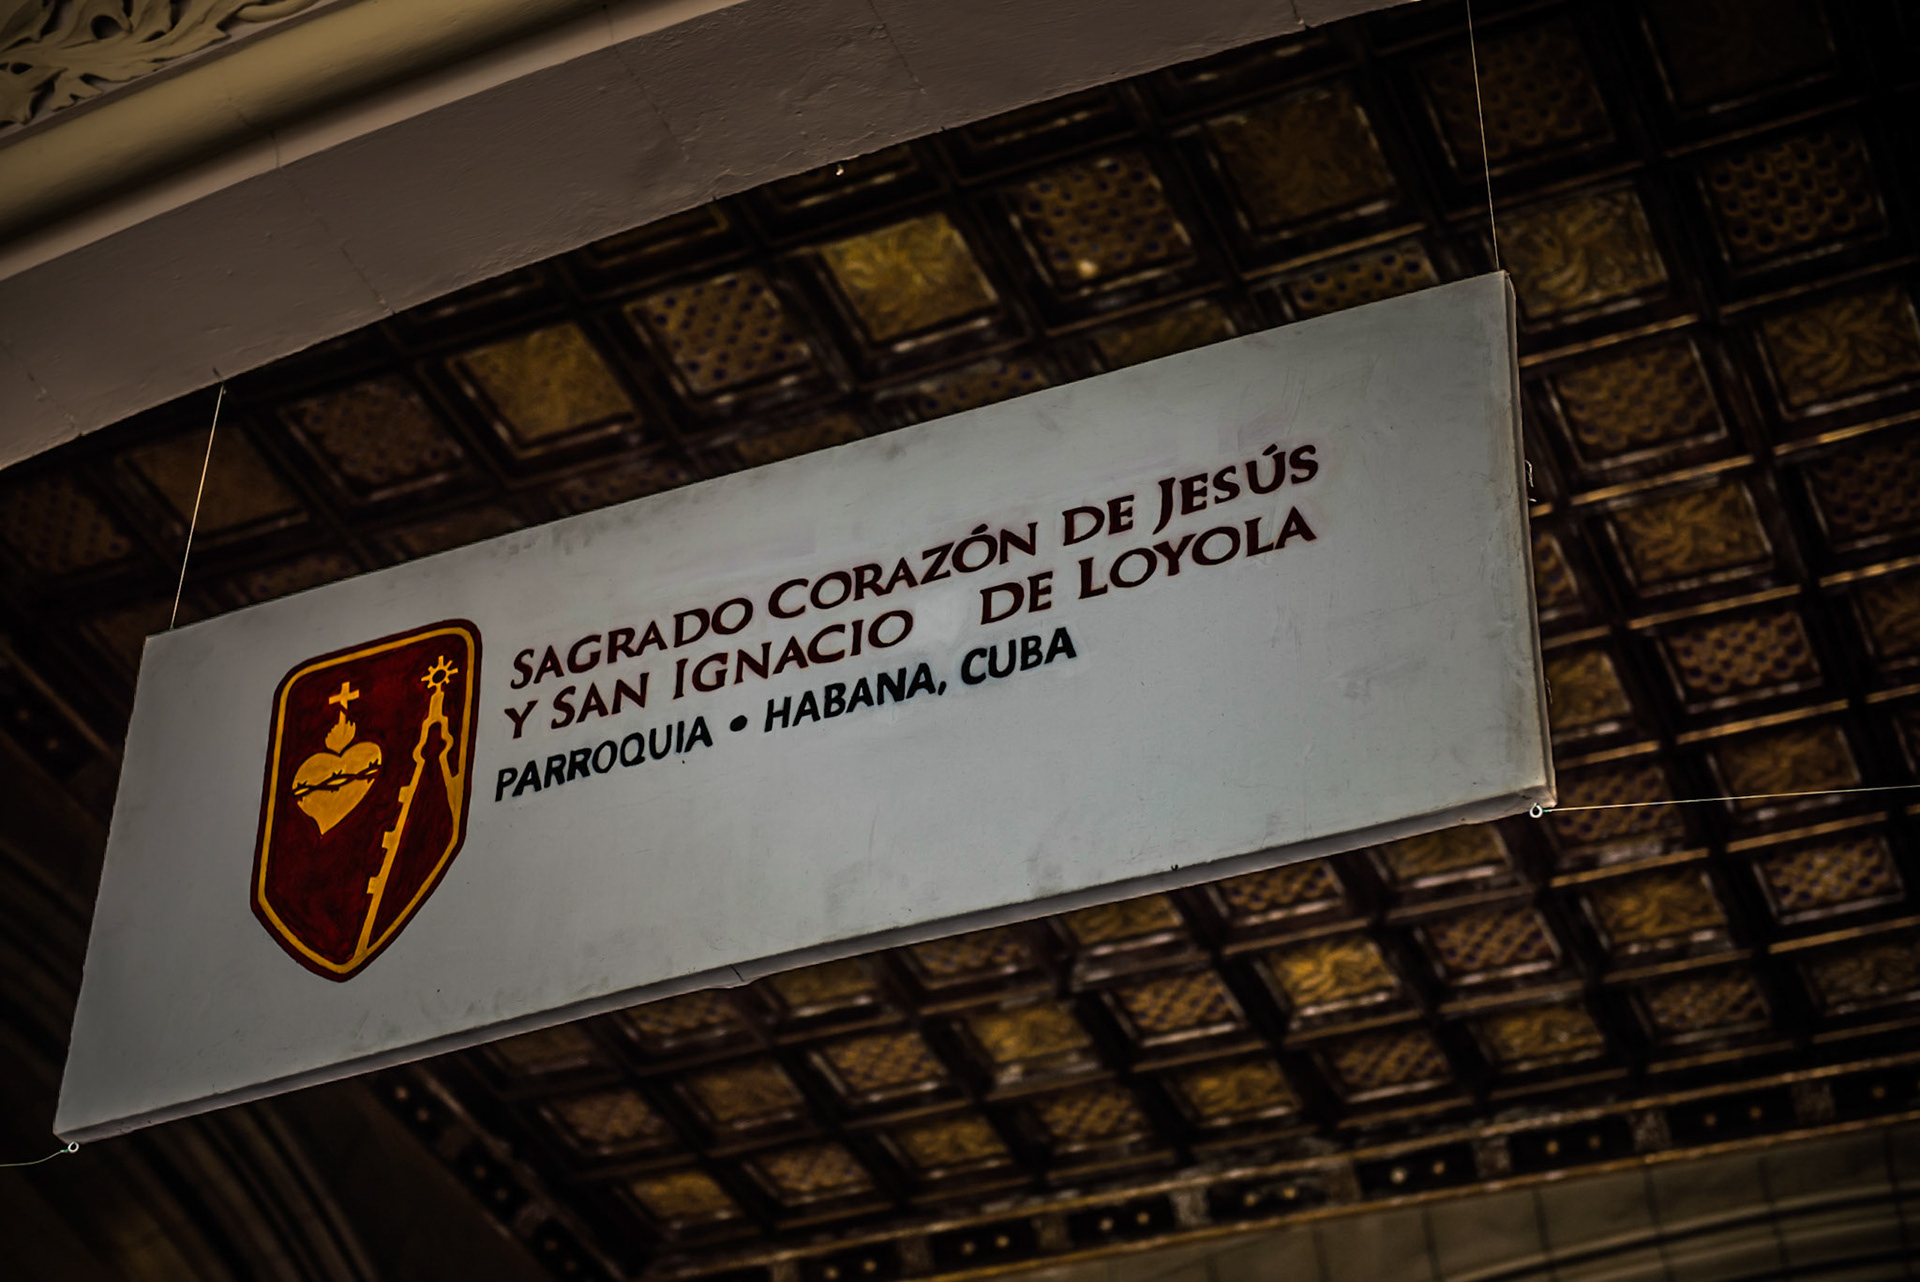 SAGRADO CORAZÓN DE JESÚS
Y SAN IGNACIO DE LOYOLA
PARROQUIA • HABANA, CUBA